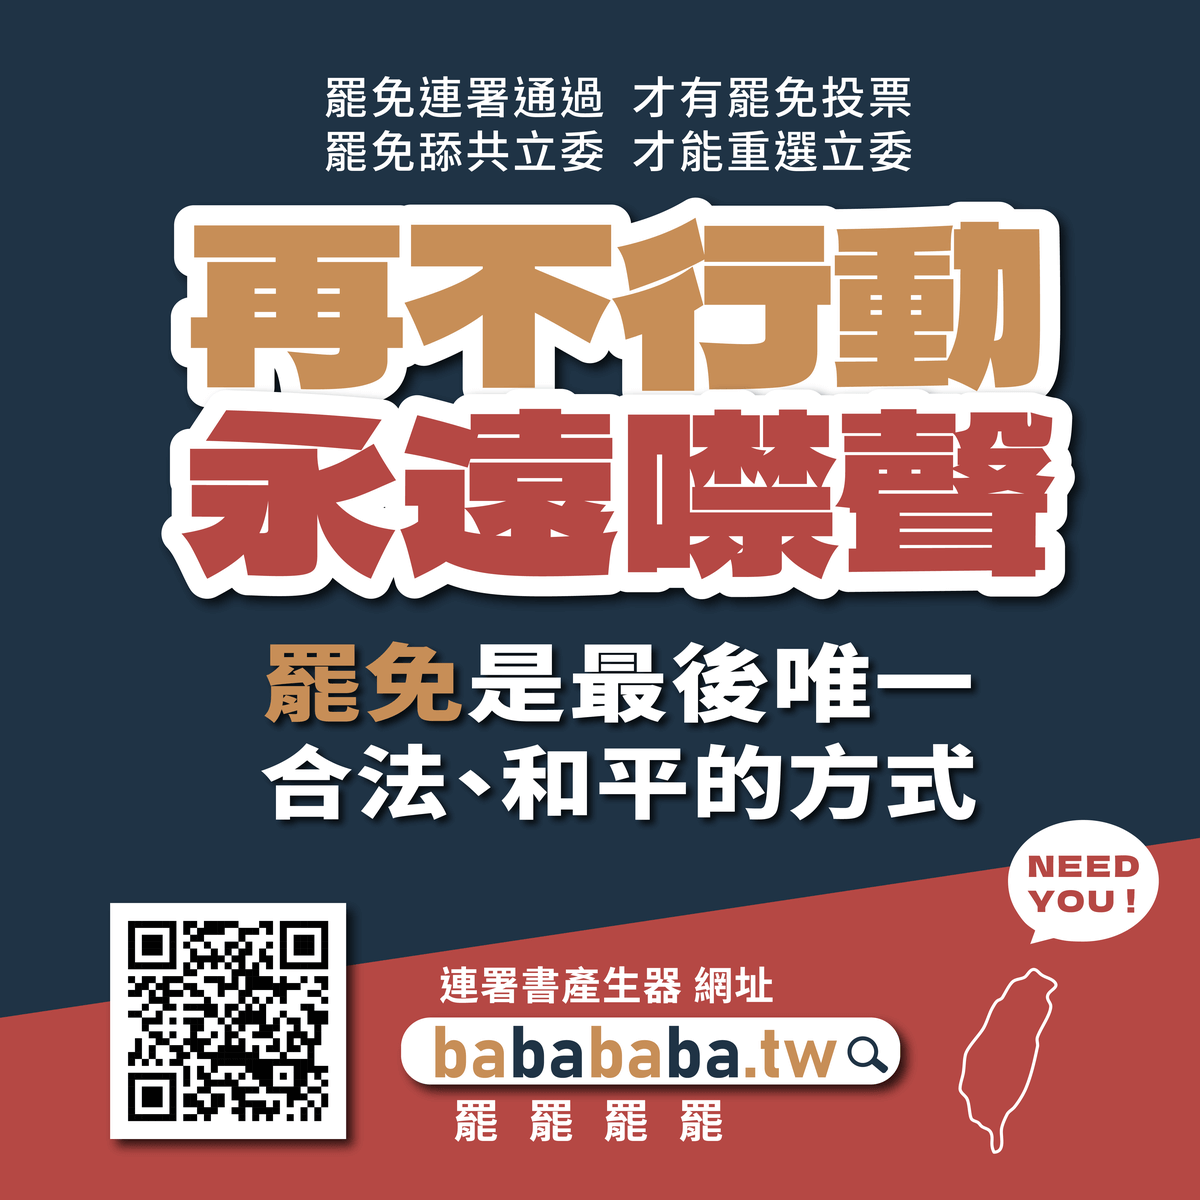 罷免連署通過 才有罷免投票
罷免舔共立委 才能重選立委
再不行動
永遠噤聲
罷免是最後唯一
合法、和平的方式
NEED
YOU!
連署書產生器 網址
babababa.tw
罷 罷 罷 罷